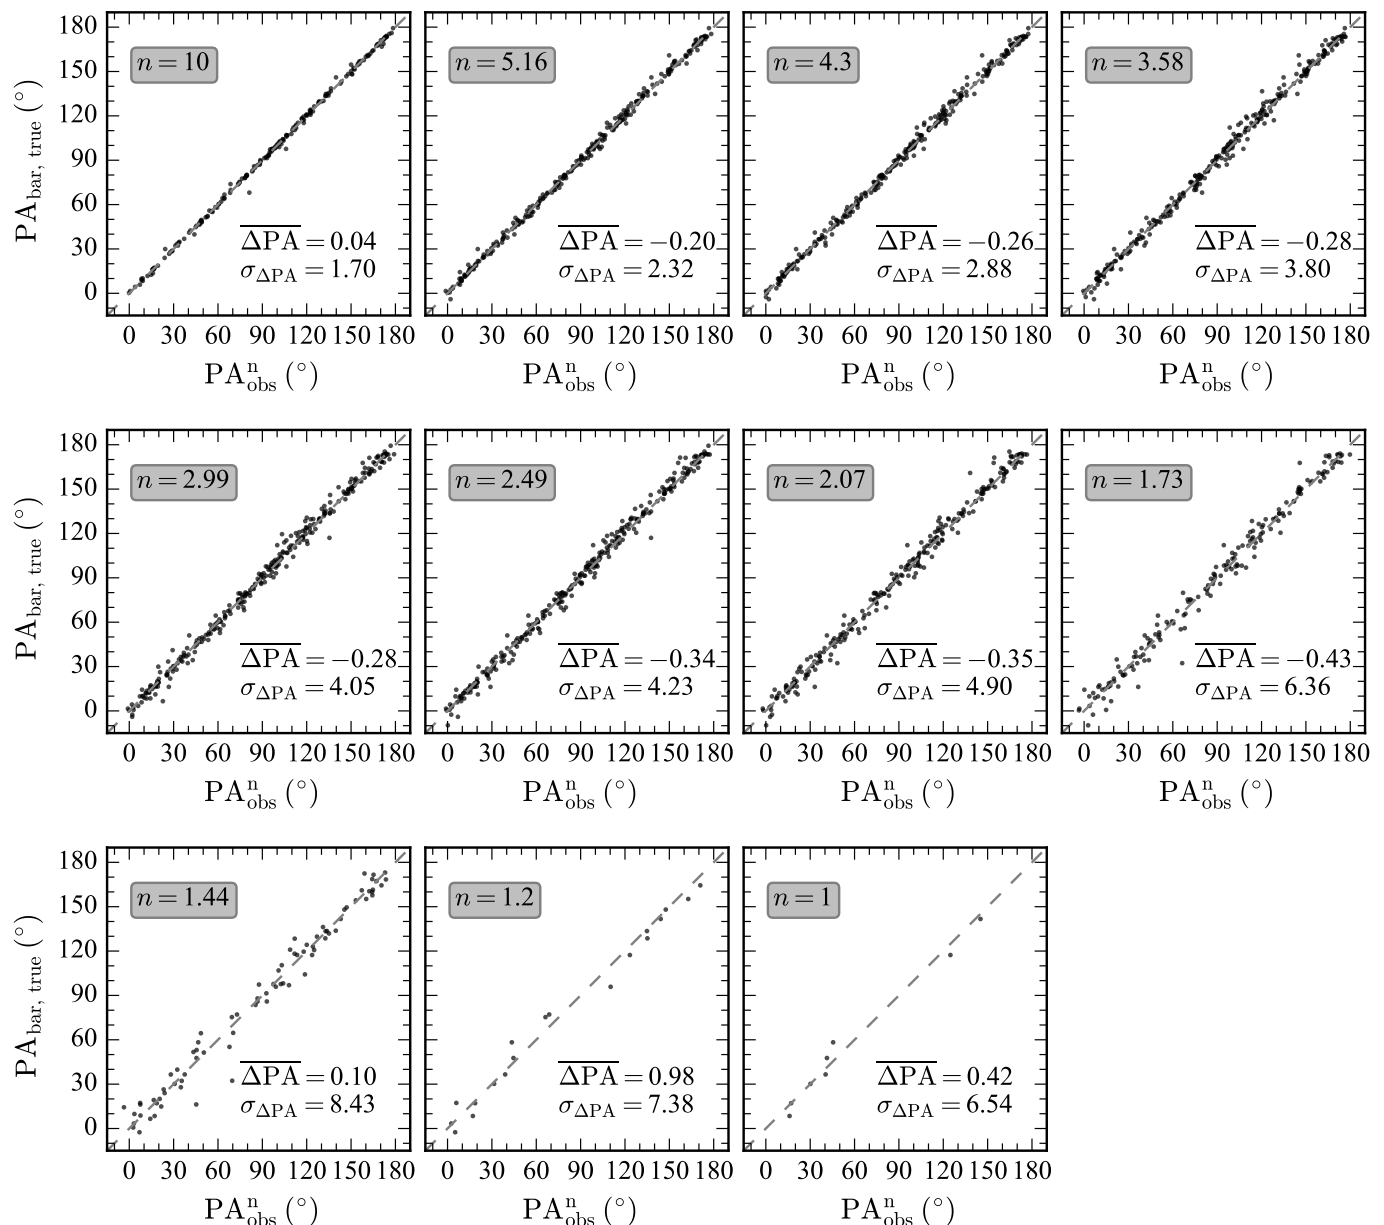 PA_bar, true (°)
180
150
120
90
60
30
0
n = 10
ΔPA = 0.04
σ_ΔPA = 1.70
0 30 60 90 120 150 180
PA^n_obs (°)
n = 5.16
ΔPA = −0.20
σ_ΔPA = 2.32
0 30 60 90 120 150 180
PA^n_obs (°)
n = 4.3
ΔPA = −0.26
σ_ΔPA = 2.88
0 30 60 90 120 150 180
PA^n_obs (°)
n = 3.58
ΔPA = −0.28
σ_ΔPA = 3.80
0 30 60 90 120 150 180
PA^n_obs (°)
PA_bar, true (°)
180
150
120
90
60
30
0
n = 2.99
ΔPA = −0.28
σ_ΔPA = 4.05
0 30 60 90 120 150 180
PA^n_obs (°)
n = 2.49
ΔPA = −0.34
σ_ΔPA = 4.23
0 30 60 90 120 150 180
PA^n_obs (°)
n = 2.07
ΔPA = −0.35
σ_ΔPA = 4.90
0 30 60 90 120 150 180
PA^n_obs (°)
n = 1.73
ΔPA = −0.43
σ_ΔPA = 6.36
0 30 60 90 120 150 180
PA^n_obs (°)
PA_bar, true (°)
180
150
120
90
60
30
0
n = 1.44
ΔPA = 0.10
σ_ΔPA = 8.43
0 30 60 90 120 150 180
PA^n_obs (°)
n = 1.2
ΔPA = 0.98
σ_ΔPA = 7.38
0 30 60 90 120 150 180
PA^n_obs (°)
n = 1
ΔPA = 0.42
σ_ΔPA = 6.54
0 30 60 90 120 150 180
PA^n_obs (°)